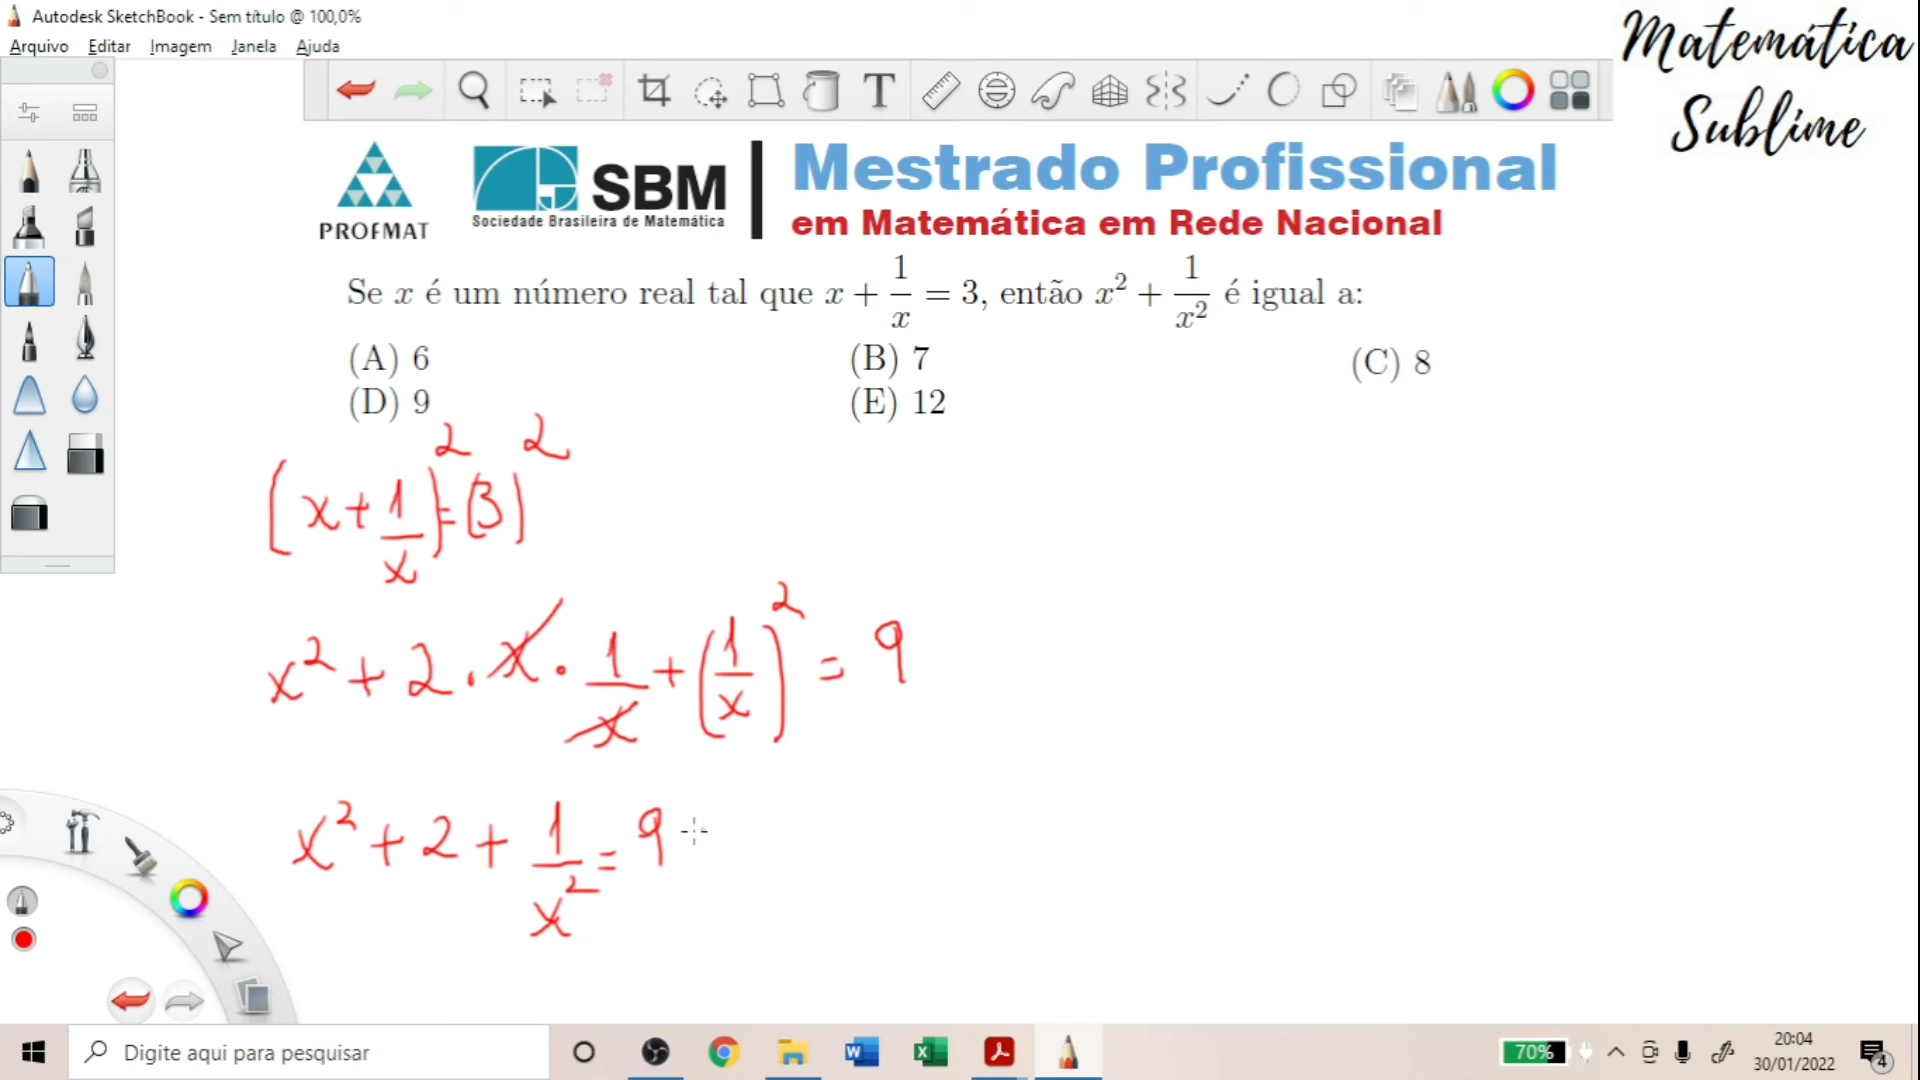 Autodesk SketchBook - Sem título @ 100,0%
Arquivo Editar Imagem Janela Ajuda
Matemática
Sublime
PROFMAT
SBM
Sociedade Brasileira de Matemática
Mestrado Profissional
em Matemática em Rede Nacional
Se x é um número real tal que x + 1/x = 3, então x² + 1/x² é igual a:
(A) 6 (B) 7 (C) 8
(D) 9 (E) 12
(x+1/x)²=(3)²
x²+2·x·1/x+(1/x)²=9
x²+2+1/x²=9
Digite aqui para pesquisar
70%
20:04
30/01/2022
4